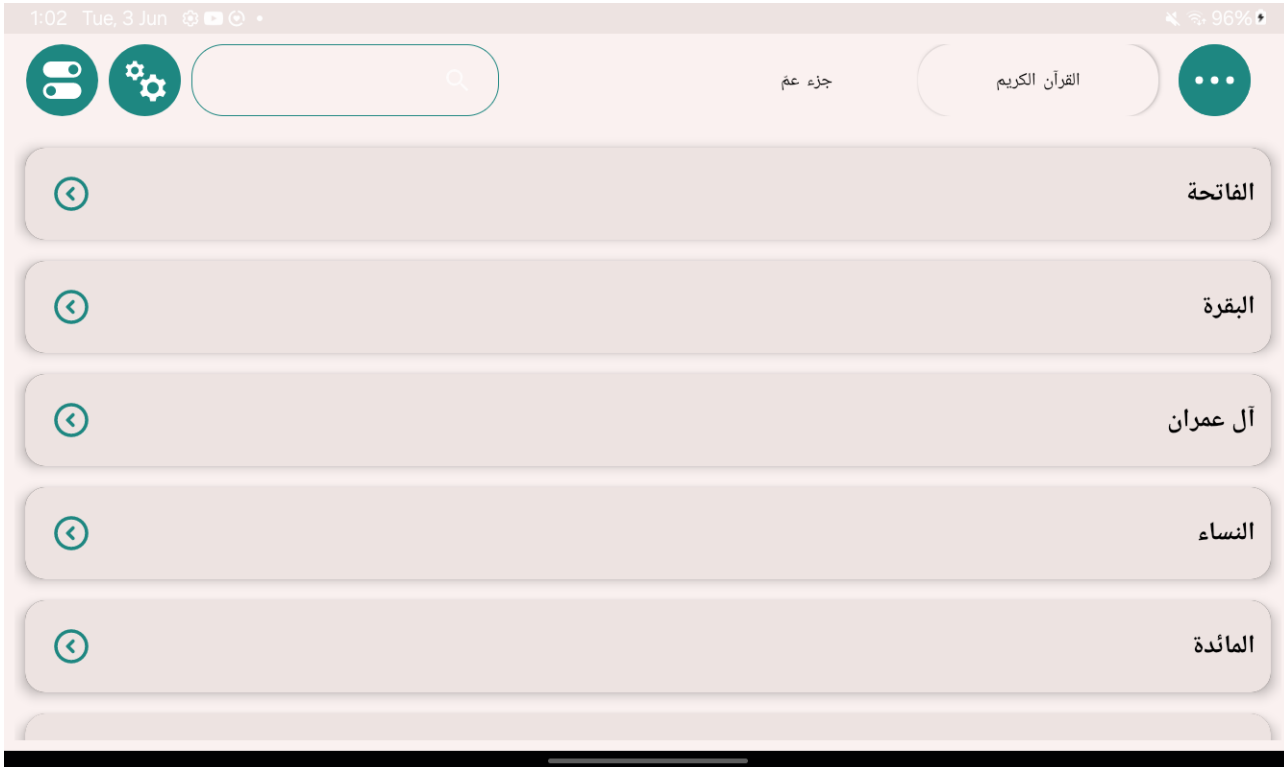 1:02 Tue, 3 Jun 96%
القرآن الكريم جزء عمّ
الفاتحة
البقرة
آل عمران
النساء
المائدة